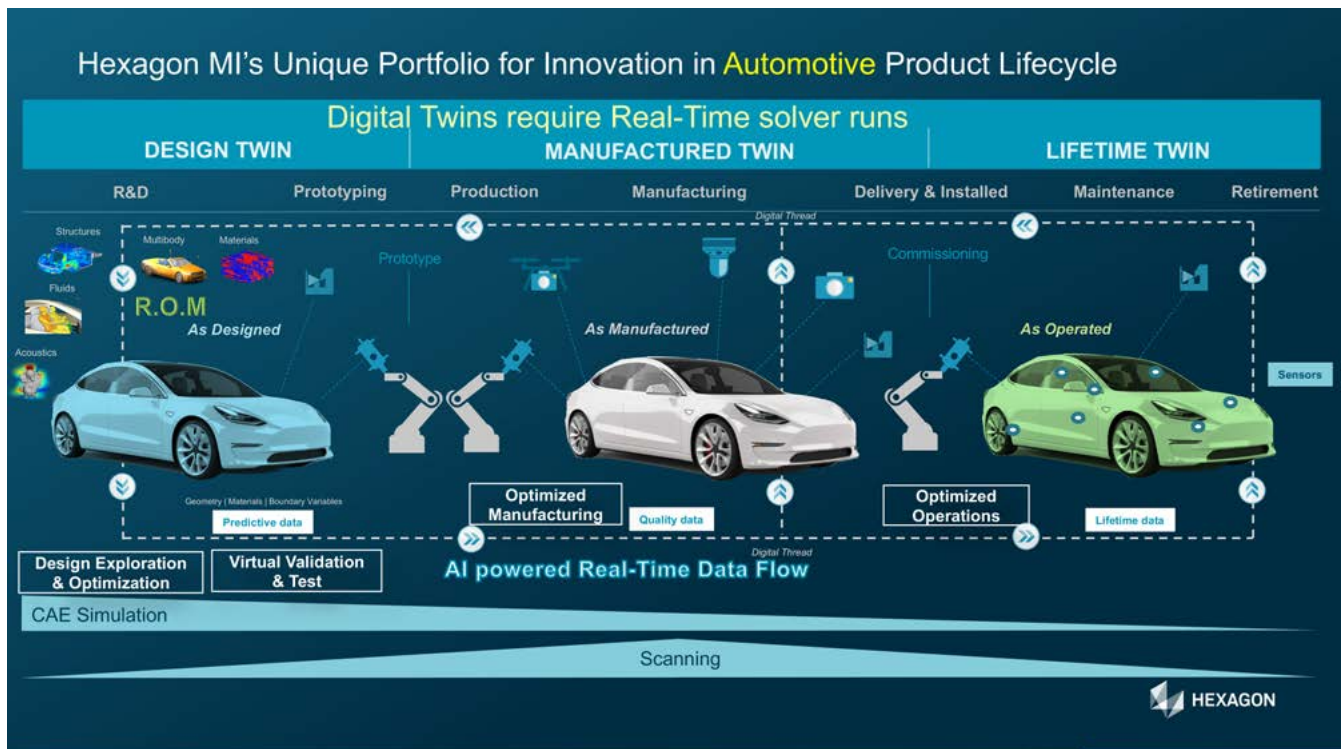 Hexagon MI's Unique Portfolio for Innovation in Automotive Product Lifecycle
Digital Twins require Real-Time solver runs
DESIGN TWIN
MANUFACTURED TWIN
LIFETIME TWIN
R&D
Prototyping
Production
Manufacturing
Delivery & Installed
Maintenance
Retirement
Digital Thread
Structures
Multibody
Materials
Prototype
Commissioning
Fluids
R.O.M
As Designed
As Manufactured
As Operated
Acoustics
Sensors
Geometry | Materials | Boundary Variables
Predictive data
Optimized
Manufacturing
Quality data
Optimized
Operations
Lifetime data
Digital Thread
Design Exploration
& Optimization
Virtual Validation
& Test
AI powered Real-Time Data Flow
CAE Simulation
Scanning
HEXAGON